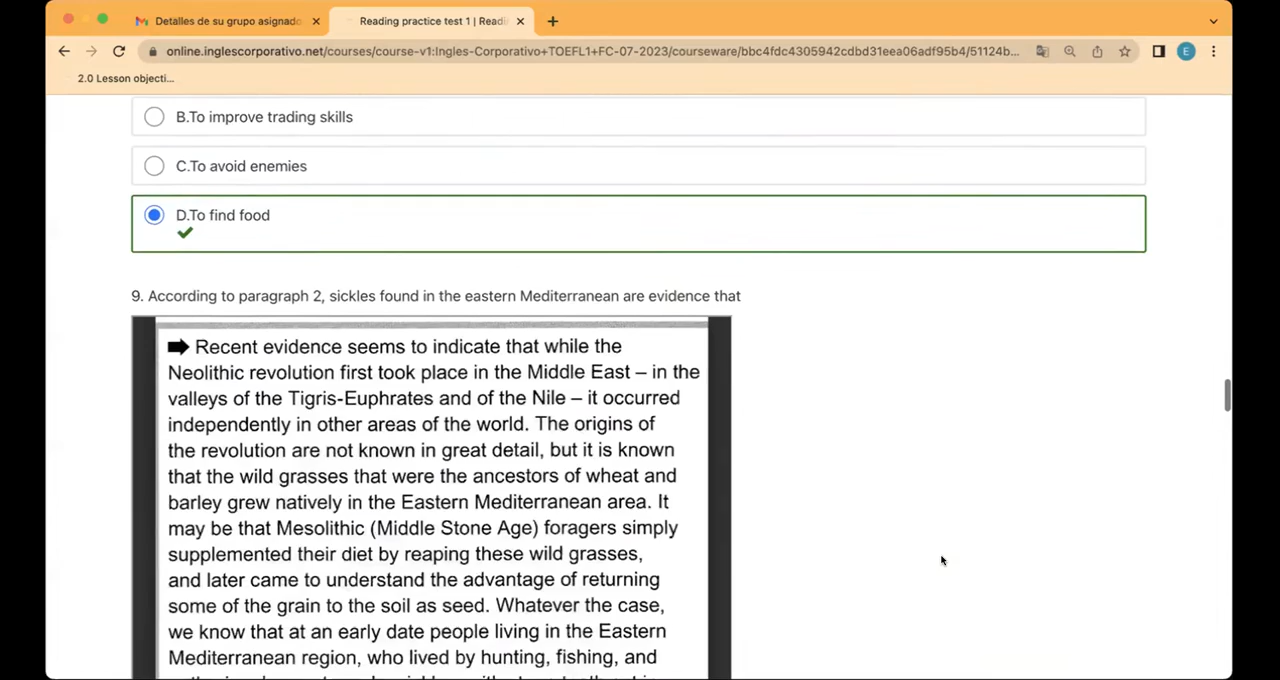 Detalles de su grupo asignado
Reading practice test 1 | Readi
online.inglescorporativo.net/courses/course-v1:Ingles-Corporativo+TOEFL1+FC-07-2023/courseware/bbc4fdc4305942cdbd31eea06adf95b4/51124b...
E
2.0 Lesson objecti...
B.To improve trading skills
C.To avoid enemies
D.To find food
9. According to paragraph 2, sickles found in the eastern Mediterranean are evidence that
Recent evidence seems to indicate that while the
Neolithic revolution first took place in the Middle East – in the
valleys of the Tigris-Euphrates and of the Nile – it occurred
independently in other areas of the world. The origins of
the revolution are not known in great detail, but it is known
that the wild grasses that were the ancestors of wheat and
barley grew natively in the Eastern Mediterranean area. It
may be that Mesolithic (Middle Stone Age) foragers simply
supplemented their diet by reaping these wild grasses,
and later came to understand the advantage of returning
some of the grain to the soil as seed. Whatever the case,
we know that at an early date people living in the Eastern
Mediterranean region, who lived by hunting, fishing, and